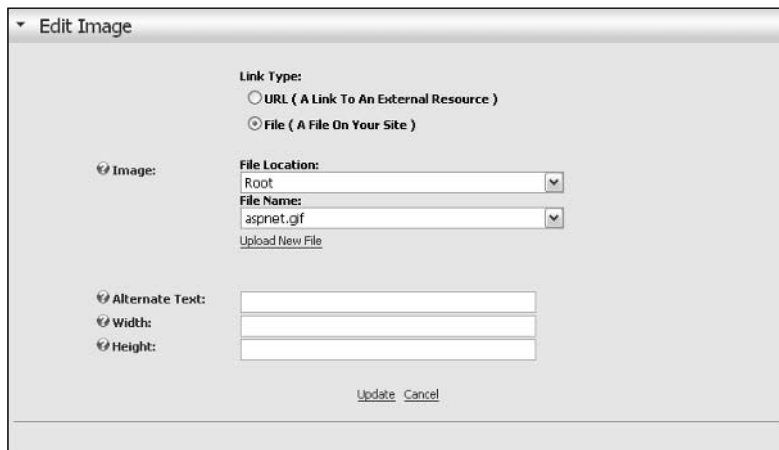 Edit Image
Link Type:
URL ( A Link To An External Resource )
File ( A File On Your Site )
Image:
File Location:
Root
File Name:
aspnet.gif
Upload New File
Alternate Text:
Width:
Height:
Update Cancel